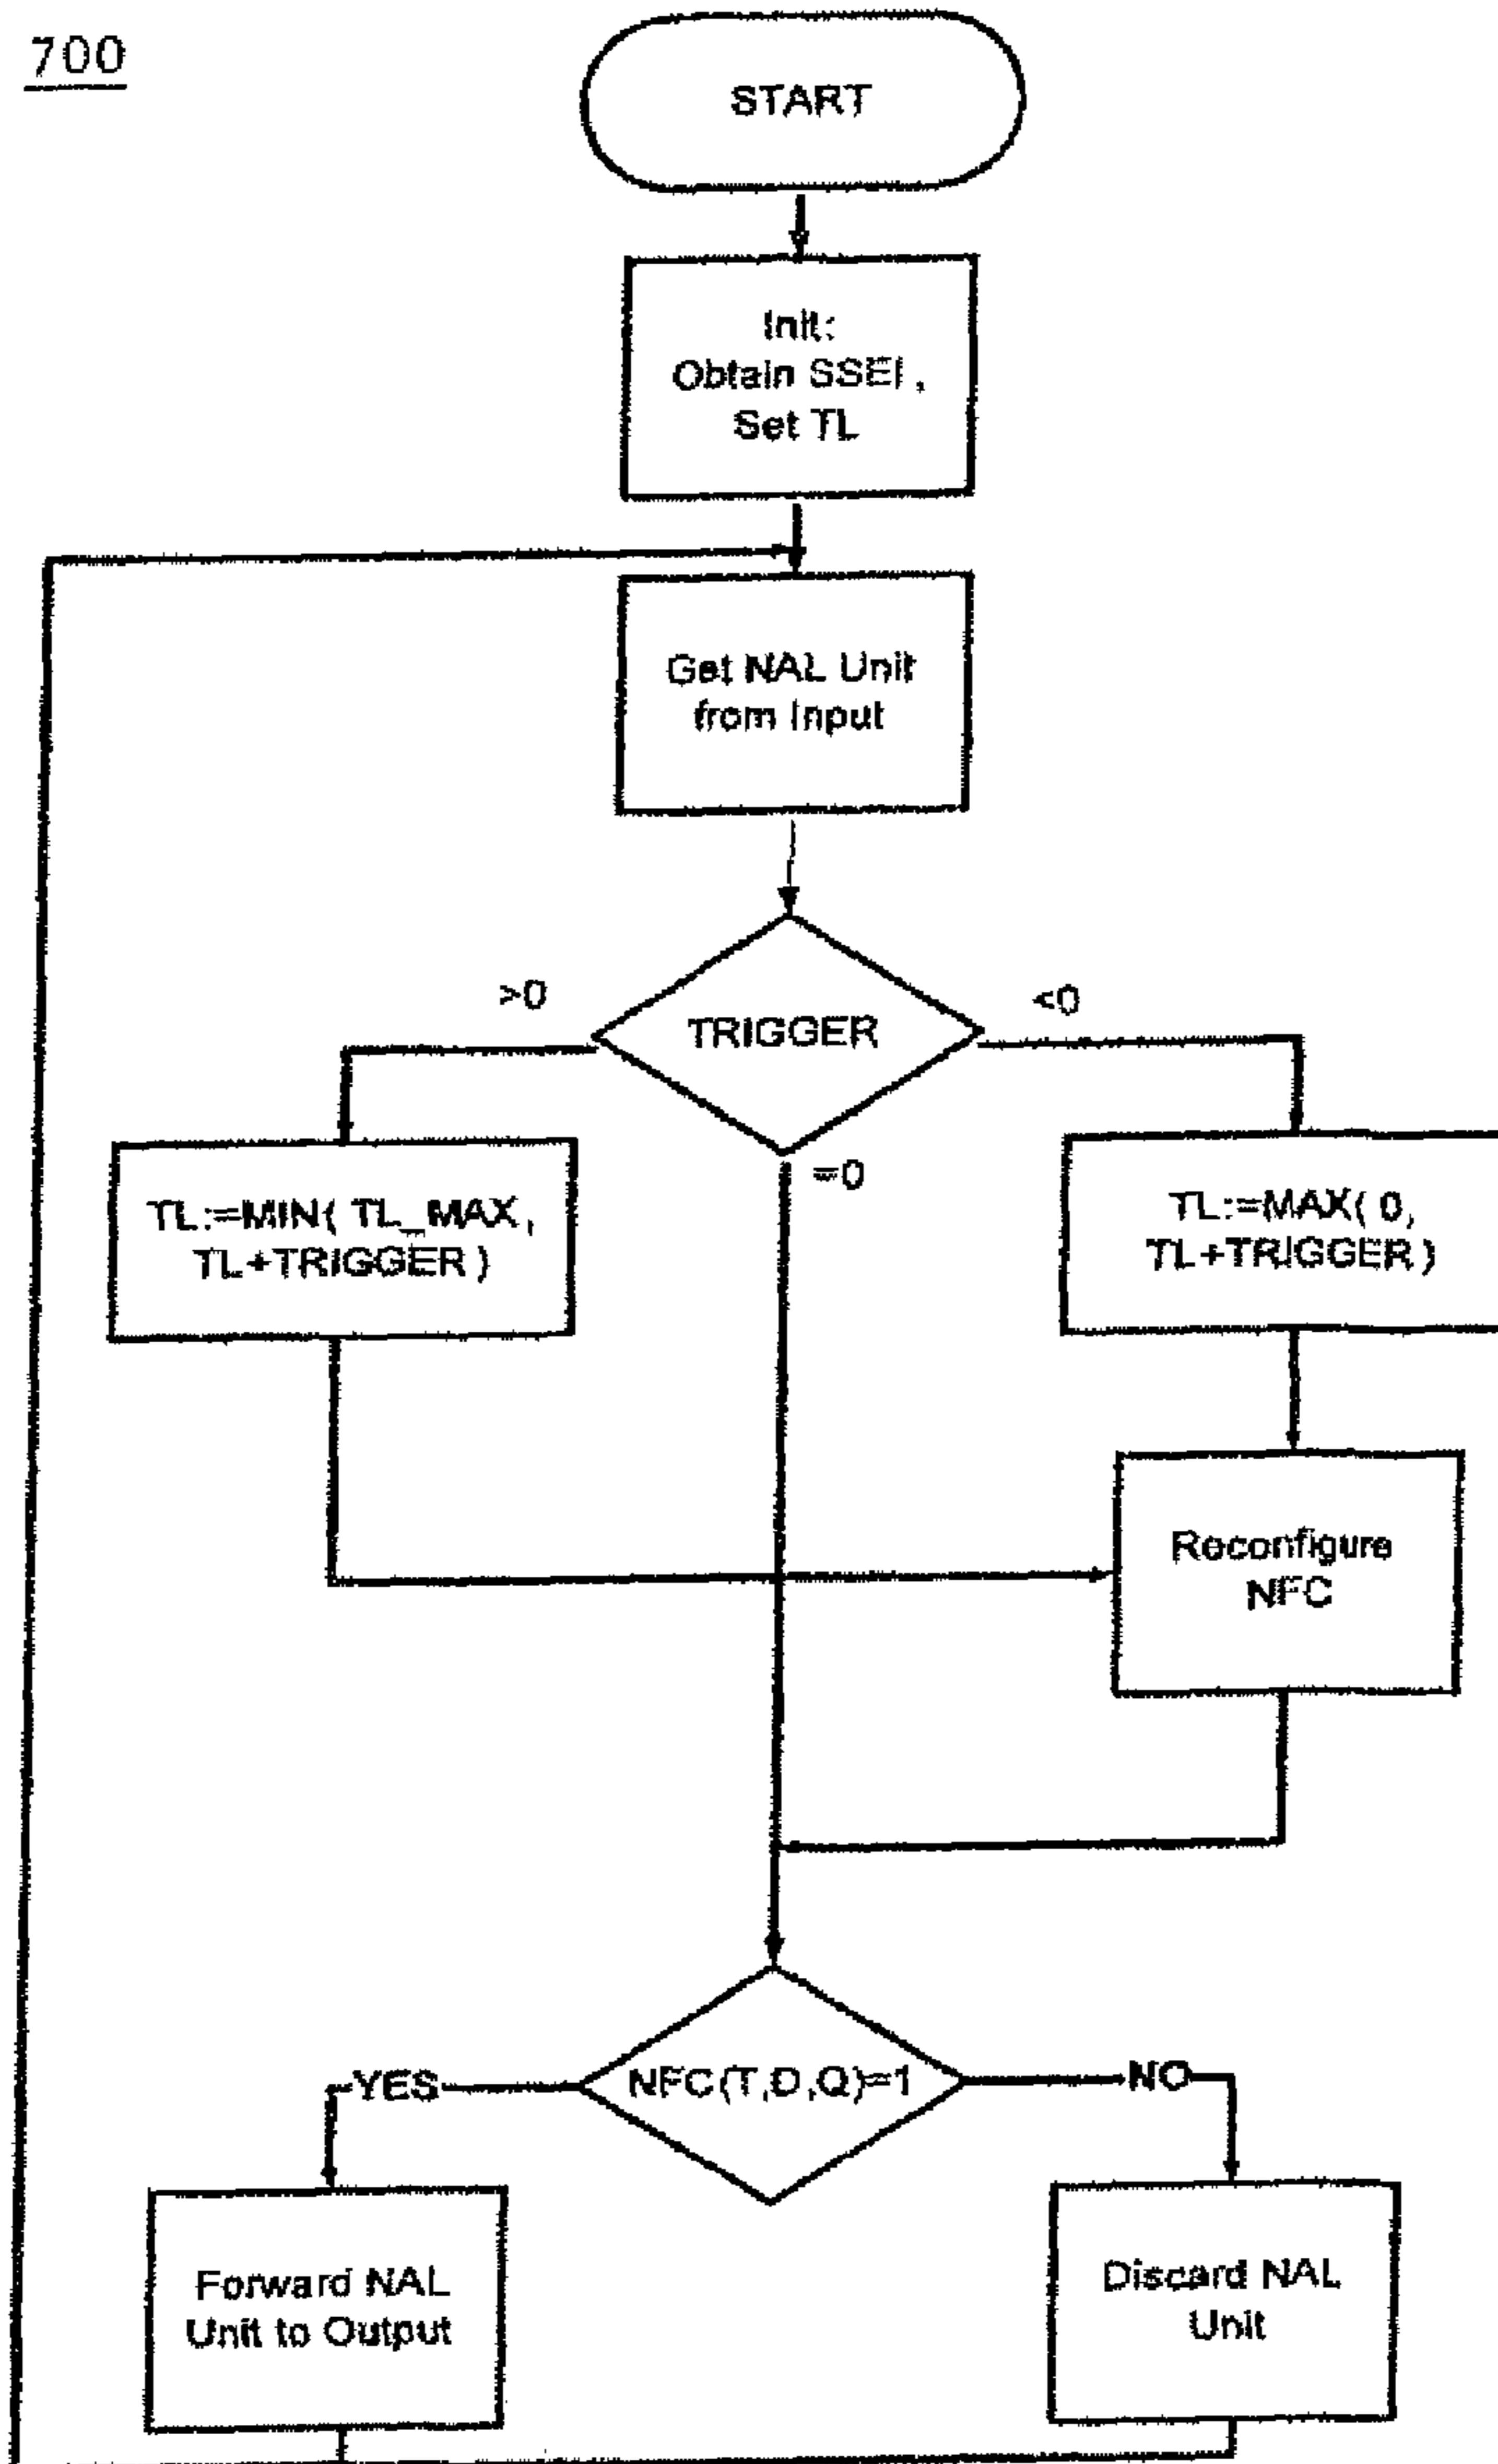 700
START
Init:
Obtain SSEI,
Set TL
Get NAL Unit
from Input
>0
TRIGGER
<0
=0
TL:=MIN( TL_MAX,
TL+TRIGGER )
TL:=MAX( 0,
TL+TRIGGER )
Reconfigure
NFC
YES
NFC(T,D,Q)=1
NO
Forward NAL
Unit to Output
Discard NAL
Unit